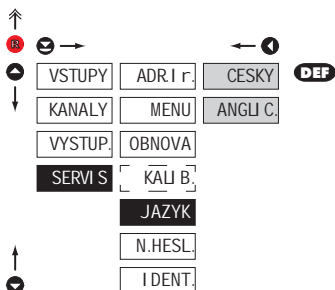 R
VSTUPY ADR.I r. CESKY DEF
KANALY MENU ANGLI C.
VYSTUP. OBNOVA
SERVI S KALI B.
JAZYK
N.HESL.
I DENT.